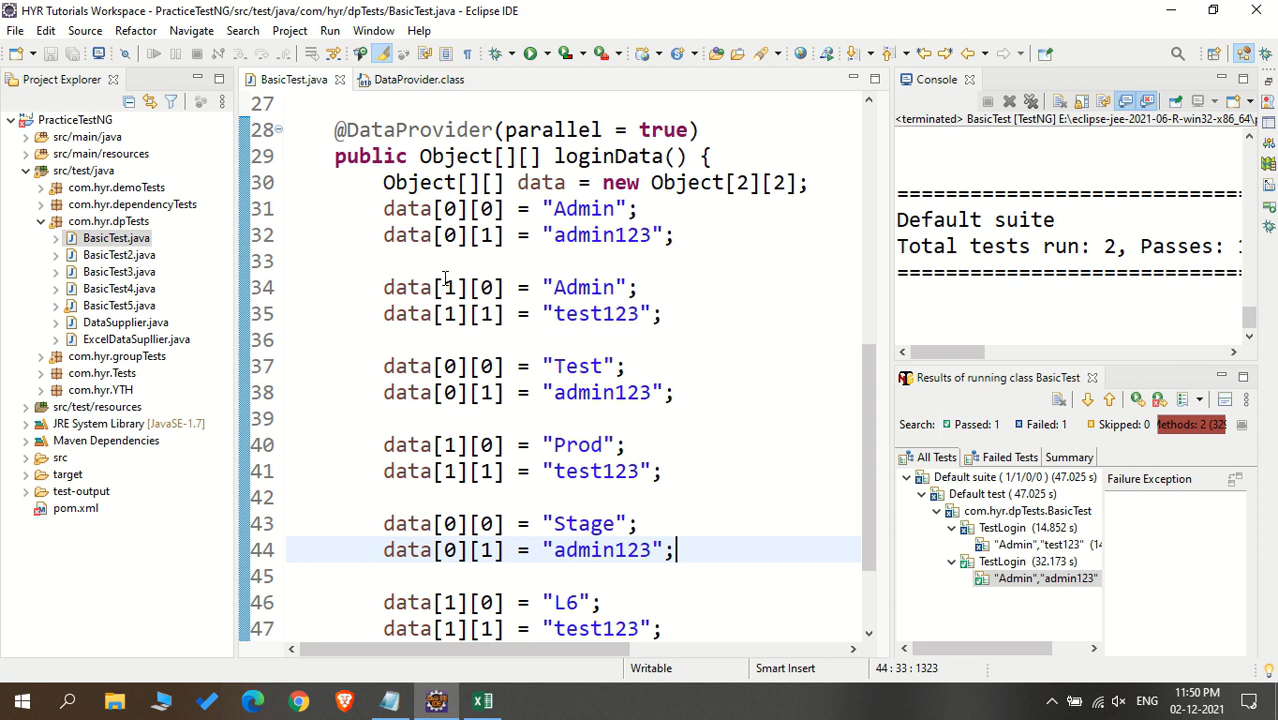 HYR Tutorials Workspace - PracticeTestNG/src/test/java/com/hyr/dpTests/BasicTest.java - Eclipse IDE
File Edit Source Refactor Navigate Search Project Run Window Help
Project Explorer
PracticeTestNG
src/main/java
src/main/resources
src/test/java
com.hyr.demoTests
com.hyr.dependencyTests
com.hyr.dpTests
BasicTest.java
BasicTest2.java
BasicTest3.java
BasicTest4.java
BasicTest5.java
DataSupplier.java
ExcelDataSupllier.java
com.hyr.groupTests
com.hyr.Tests
com.hyr.YTH
src/test/resources
JRE System Library [JavaSE-1.7]
Maven Dependencies
src
target
test-output
pom.xml
BasicTest.java DataProvider.class
27
28 @DataProvider(parallel = true)
29 public Object[][] loginData() {
30 Object[][] data = new Object[2][2];
31 data[0][0] = "Admin";
32 data[0][1] = "admin123";
33
34 data[1][0] = "Admin";
35 data[1][1] = "test123";
36
37 data[0][0] = "Test";
38 data[0][1] = "admin123";
39
40 data[1][0] = "Prod";
41 data[1][1] = "test123";
42
43 data[0][0] = "Stage";
44 data[0][1] = "admin123";
45
46 data[1][0] = "L6";
47 data[1][1] = "test123";
Console
<terminated> BasicTest [TestNG] E:\eclipse-jee-2021-06-R-win32-x86_64\p
===============================================
Default suite
Total tests run: 2, Passes: 1
===============================================
Results of running class BasicTest
Search: Passed: 1 Failed: 1 Skipped: 0 Methods: 2 (329
All Tests Failed Tests Summary
Default suite ( 1/1/0/0 ) (47.025 s)
Default test ( 47.025 s)
com.hyr.dpTests.BasicTest
TestLogin (14.852 s)
"Admin","test123" (14
TestLogin (32.173 s)
"Admin","admin123"
Failure Exception
Writable Smart Insert 44 : 33 : 1323
ENG
11:50 PM
02-12-2021